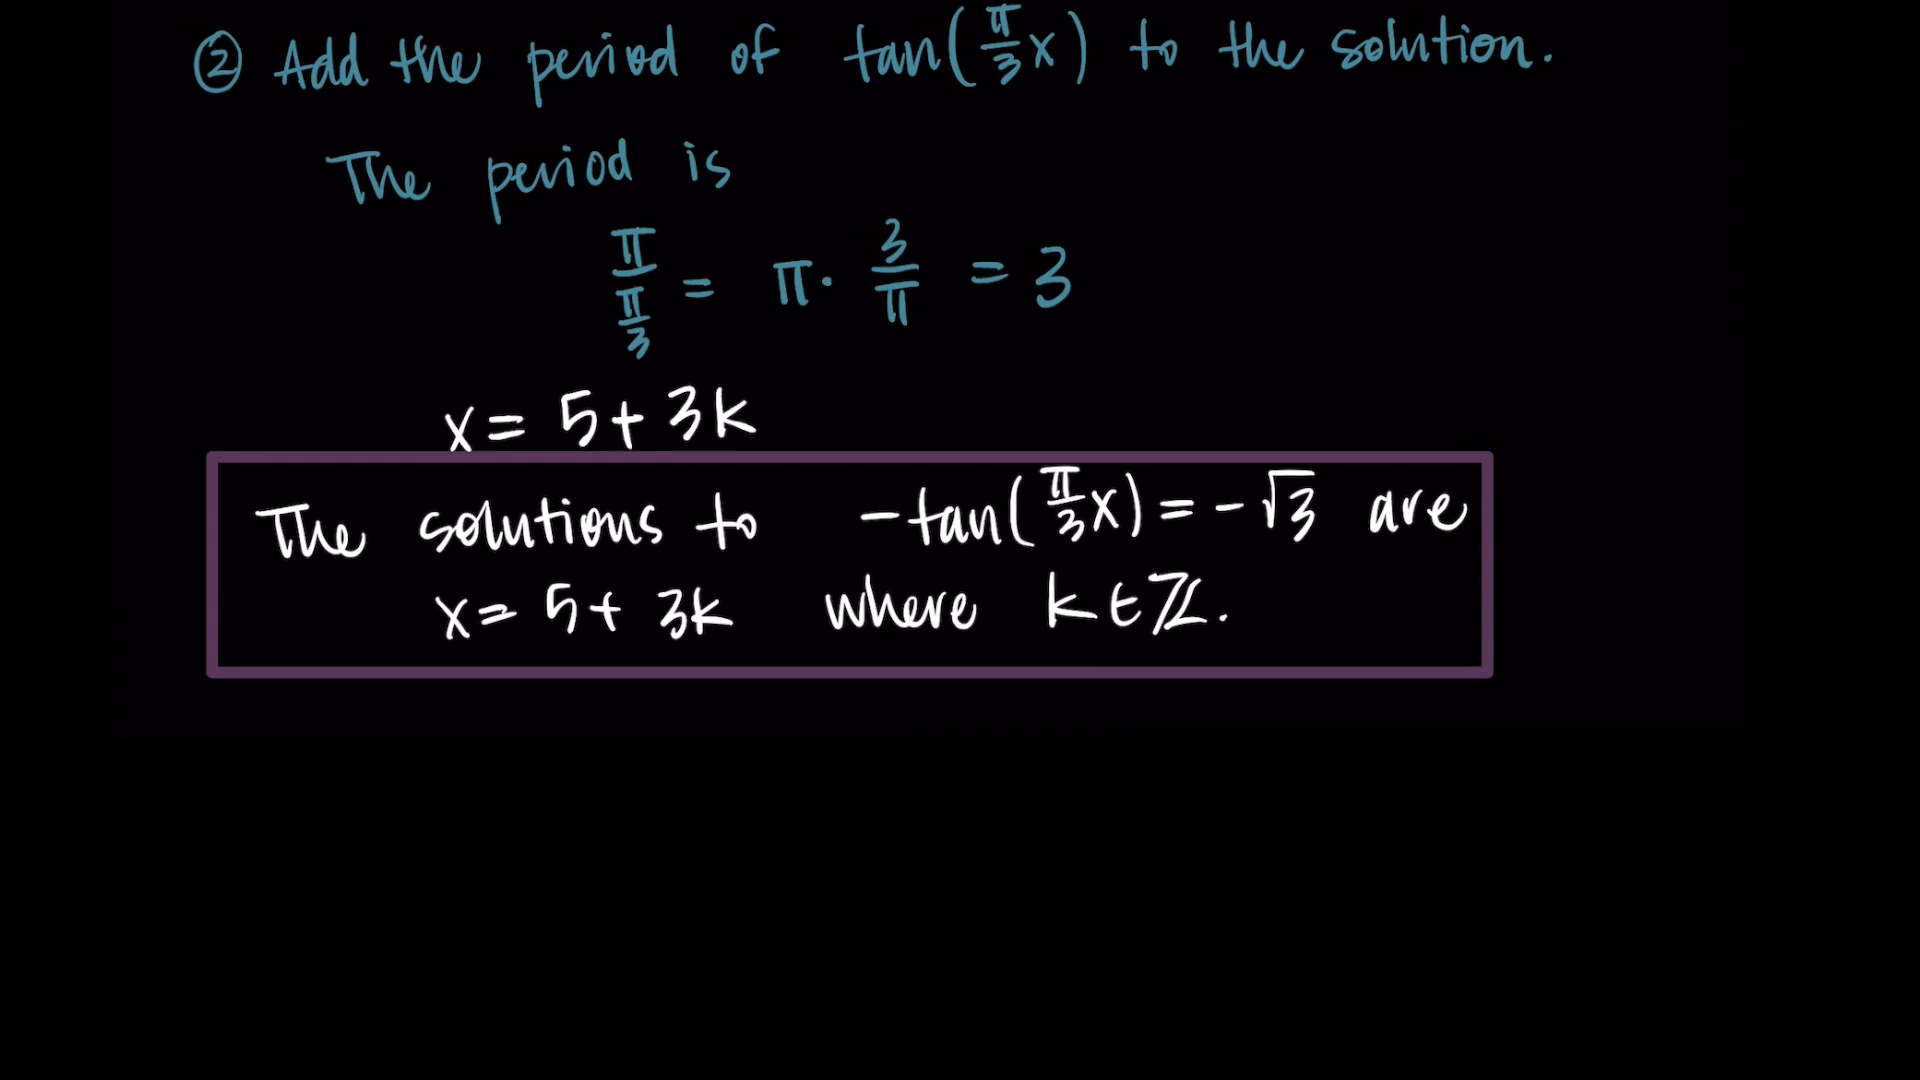 ② Add the period of tan(π/3 x) to the solution.
The period is
π/(π/3) = π · 3/π = 3
x = 5 + 3k
The solutions to -tan(π/3 x) = -√3 are
x = 5 + 3k where k ∈ ℤ.